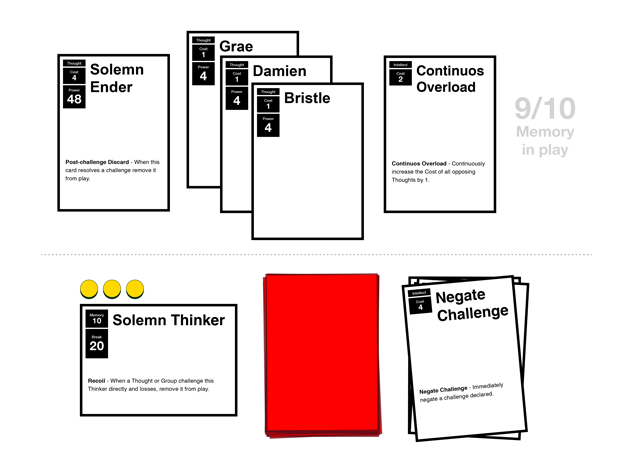 Thought
Cost
4
Power
48
Solemn
Ender
Post-challenge Discard - When this
card resolves a challenge remove it
from play.
Thought
Cost
1
Power
4
Grae
Thought
Cost
1
Power
4
Damien
Thought
Cost
1
Power
4
Bristle
Intellect
Cost
2
Continuos
Overload
Continuos Overload - Continuously
increase the Cost of all opposing
Thoughts by 1.
9/10
Memory
in play
Memory
10
Break
20
Solemn Thinker
Recoil - When a Thought or Group challenge this
Thinker directly and losses, remove it from play.
Intellect
Cost
4
Negate
Challenge
Negate Challenge - Immediately
negate a challenge declared.